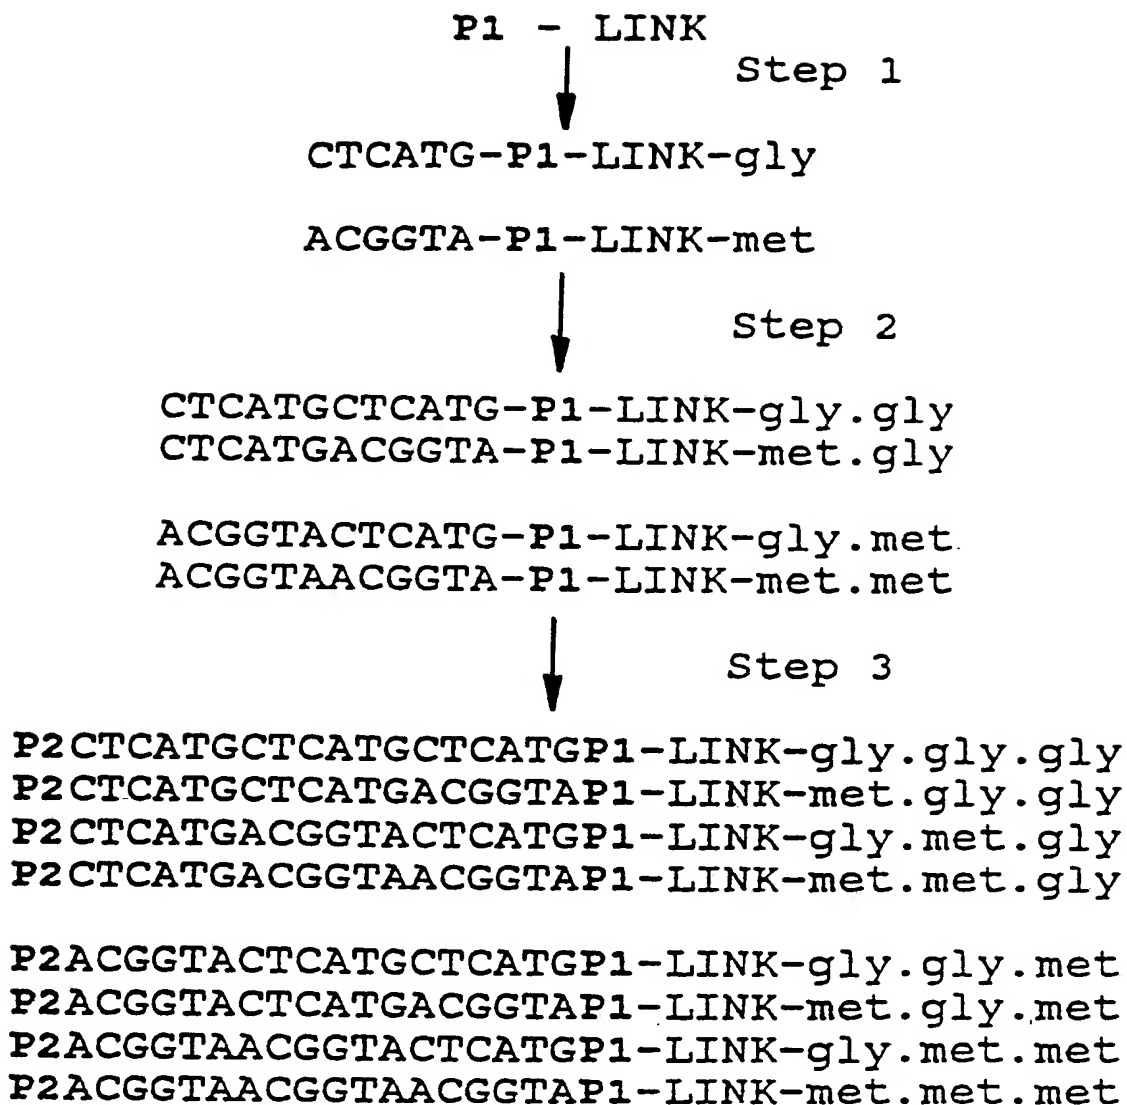 P1 - LINK
Step 1
CTCATG-P1-LINK-gly
ACGGTA-P1-LINK-met
Step 2
CTCATGCTCATG-P1-LINK-gly.gly
CTCATGACGGTA-P1-LINK-met.gly
ACGGTACTCATG-P1-LINK-gly.met
ACGGTAACGGTA-P1-LINK-met.met
Step 3
P2CTCATGCTCATGCTCATGP1-LINK-gly.gly.gly
P2CTCATGCTCATGACGGTAP1-LINK-met.gly.gly
P2CTCATGACGGTACTCATGP1-LINK-gly.met.gly
P2CTCATGACGGTAACGGTAP1-LINK-met.met.gly
P2ACGGTACTCATGCTCATGP1-LINK-gly.gly.met
P2ACGGTACTCATGACGGTAP1-LINK-met.gly.met
P2ACGGTAACGGTACTCATGP1-LINK-gly.met.met
P2ACGGTAACGGTAACGGTAP1-LINK-met.met.met